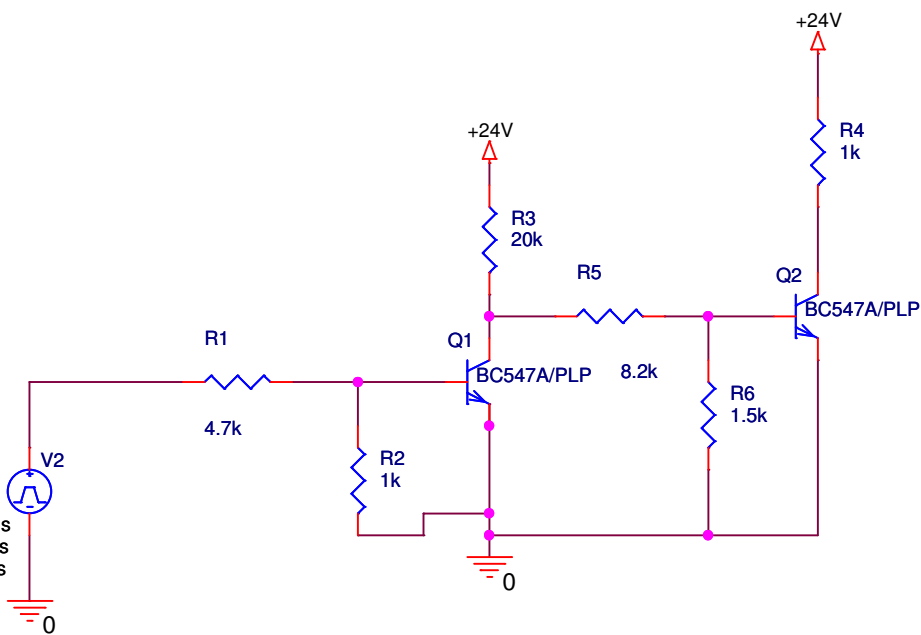 +24V
R4
1k
+24V
R3
20k
R5
Q2
BC547A/PLP
R1
Q1
BC547A/PLP
8.2k
R6
1.5k
4.7k
V2
R2
1k
s
s
s
0
0